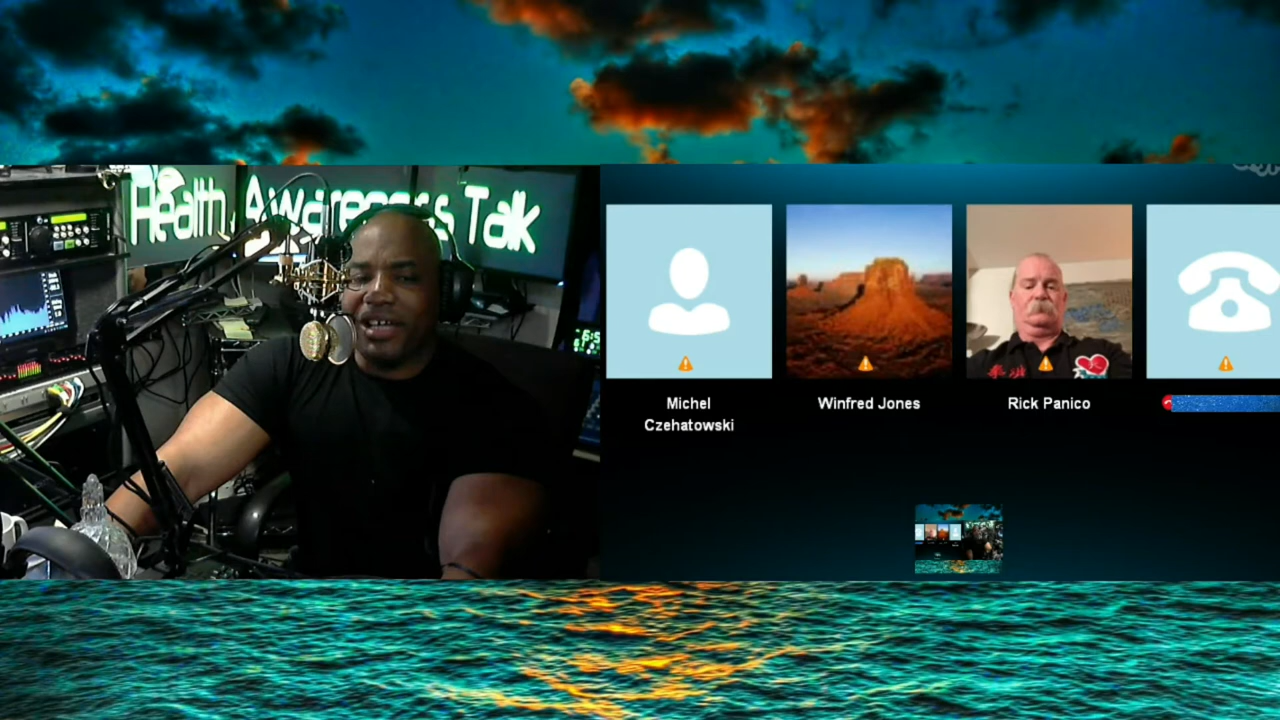 Health Awareness Talk
Michel
Czehatowski
Winfred Jones
Rick Panico